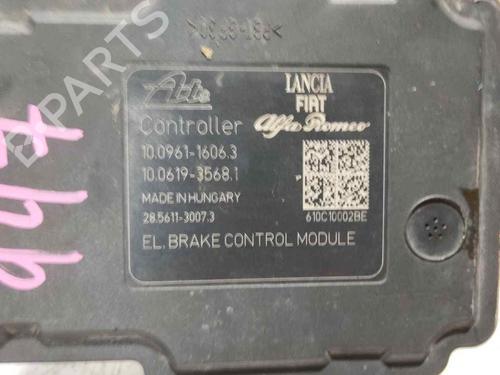 B-PARTS
Ate
LANCIA
FIAT
Alfa Romeo
Controller
10.0961-1606.3
10.0619-3568.1
MADE IN HUNGARY
28.5611-3007.3
610C10002BE
EL. BRAKE CONTROL MODULE